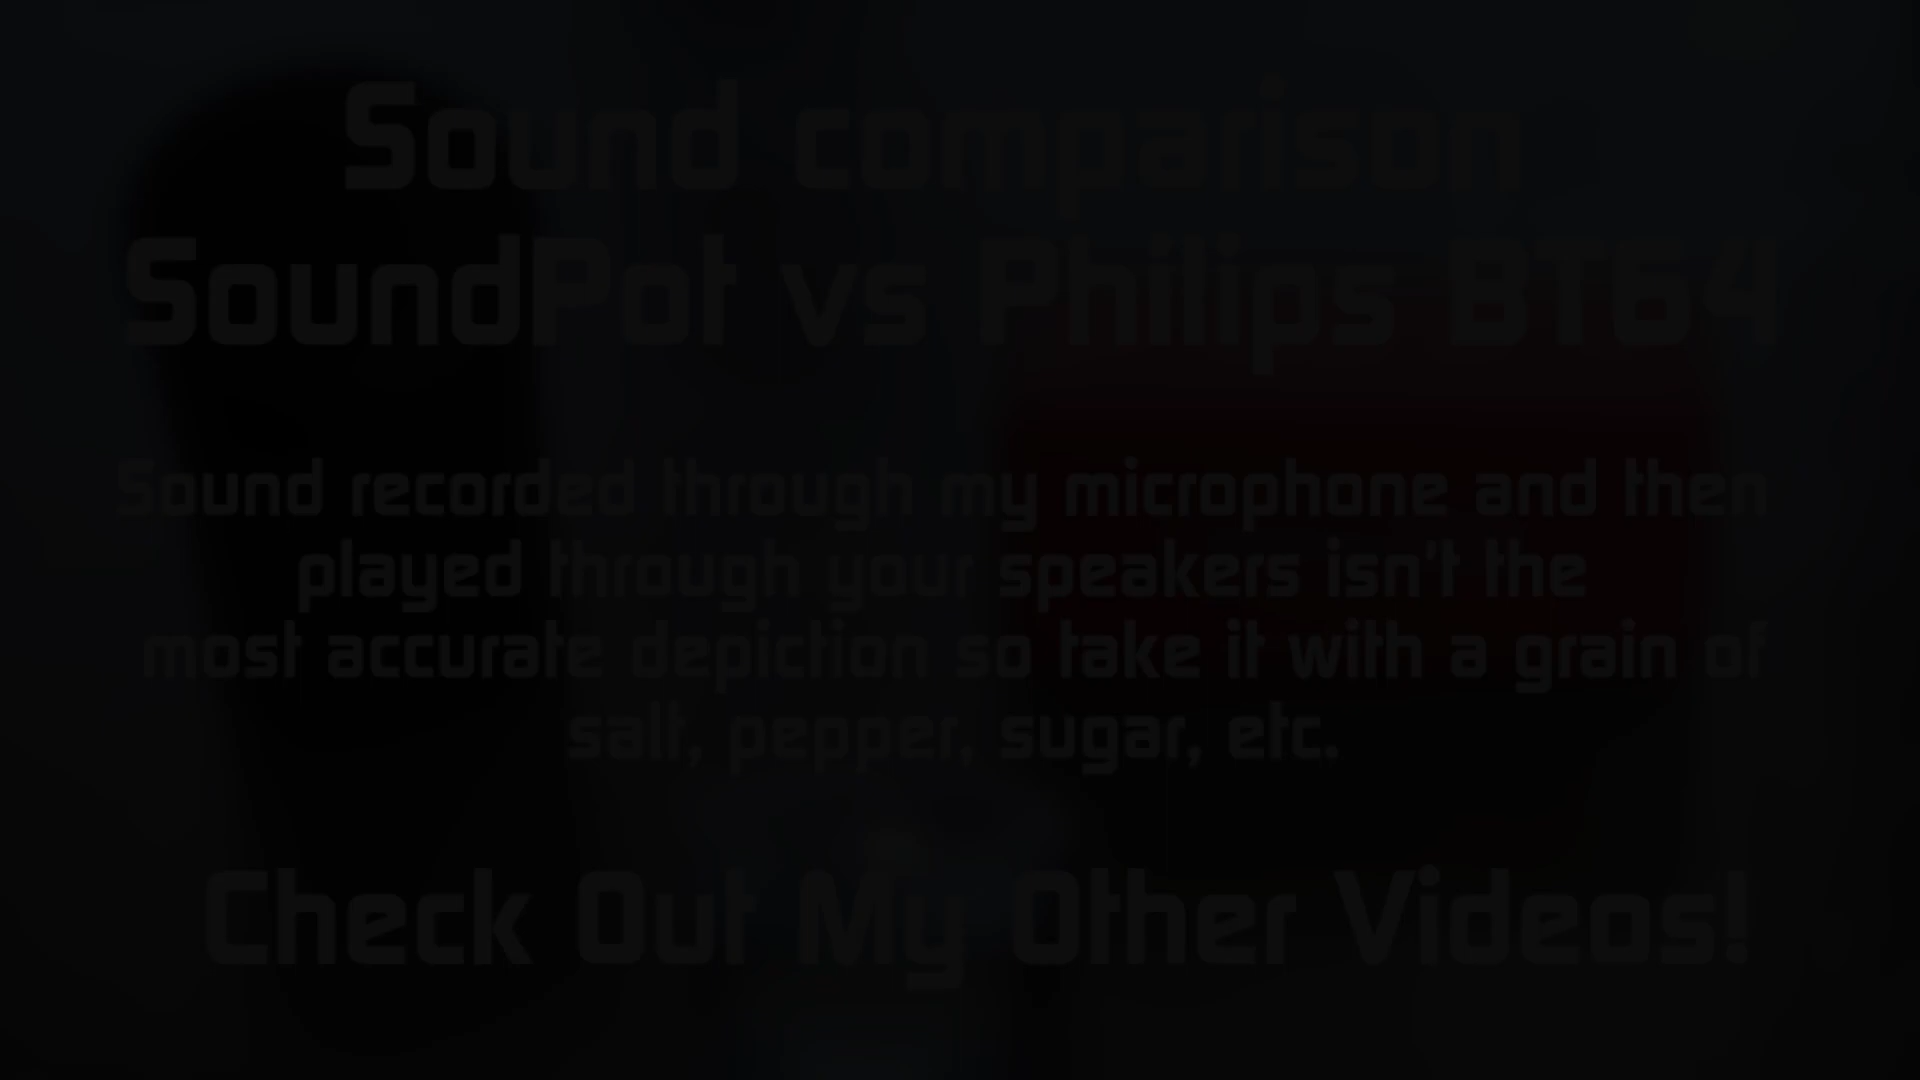 Sound comparison
SoundPot vs Philips BT64
Sound recorded through my microphone and then
played through your speakers isn't the
most accurate depiction so take it with a grain of
salt, pepper, sugar, etc.
Check Out My Other Videos!